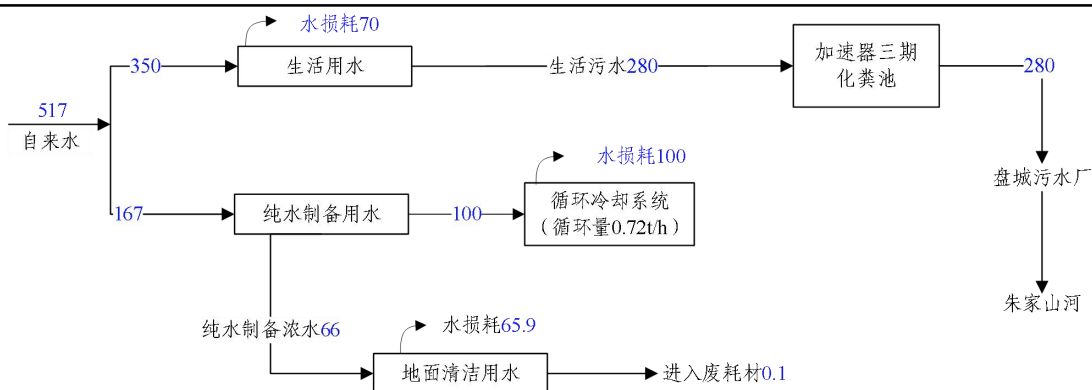 水损耗70
350
生活用水
生活污水280
加速器三期
化粪池
280
517
自来水
盘城污水厂
水损耗100
167
纯水制备用水
100
循环冷却系统
（循环量0.72t/h）
朱家山河
纯水制备浓水66
水损耗65.9
地面清洁用水
进入废耗材0.1